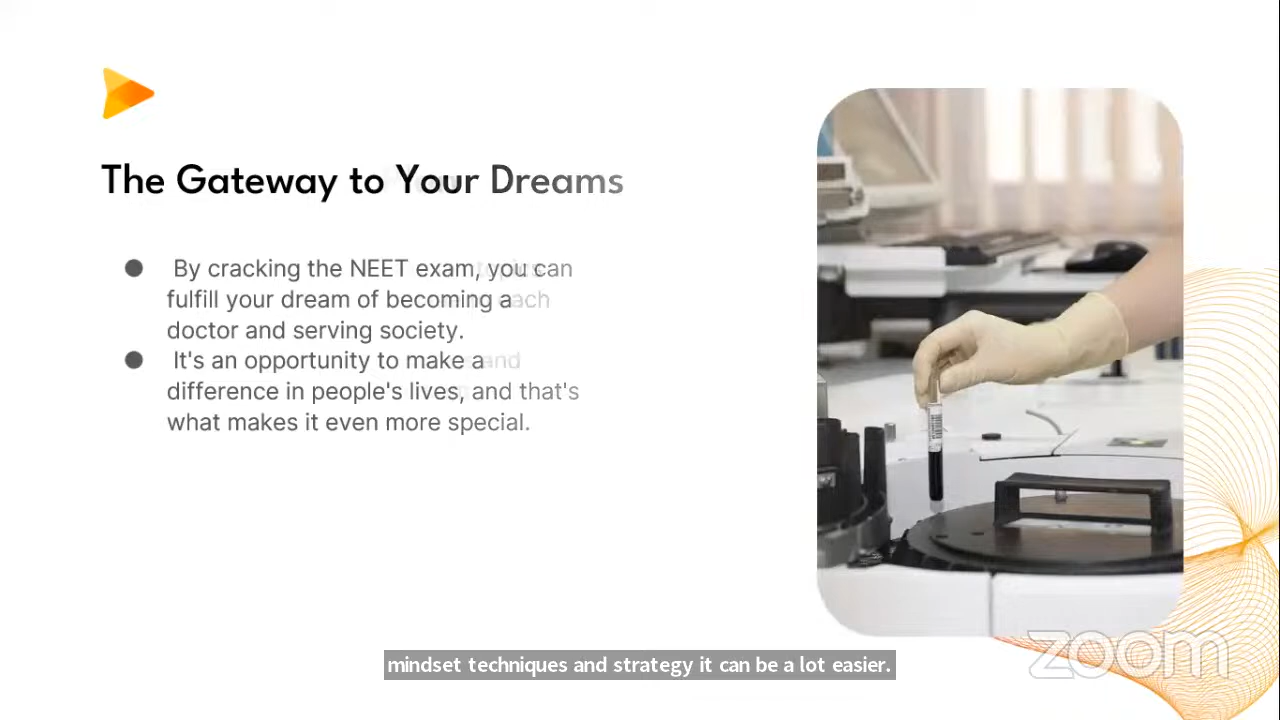 The Gateway to Your Dreams
● By cracking the NEET exam, you can
fulfill your dream of becoming a
doctor and serving society.
● It's an opportunity to make a
difference in people's lives, and that's
what makes it even more special.
zoom
mindset techniques and strategy it can be a lot easier.